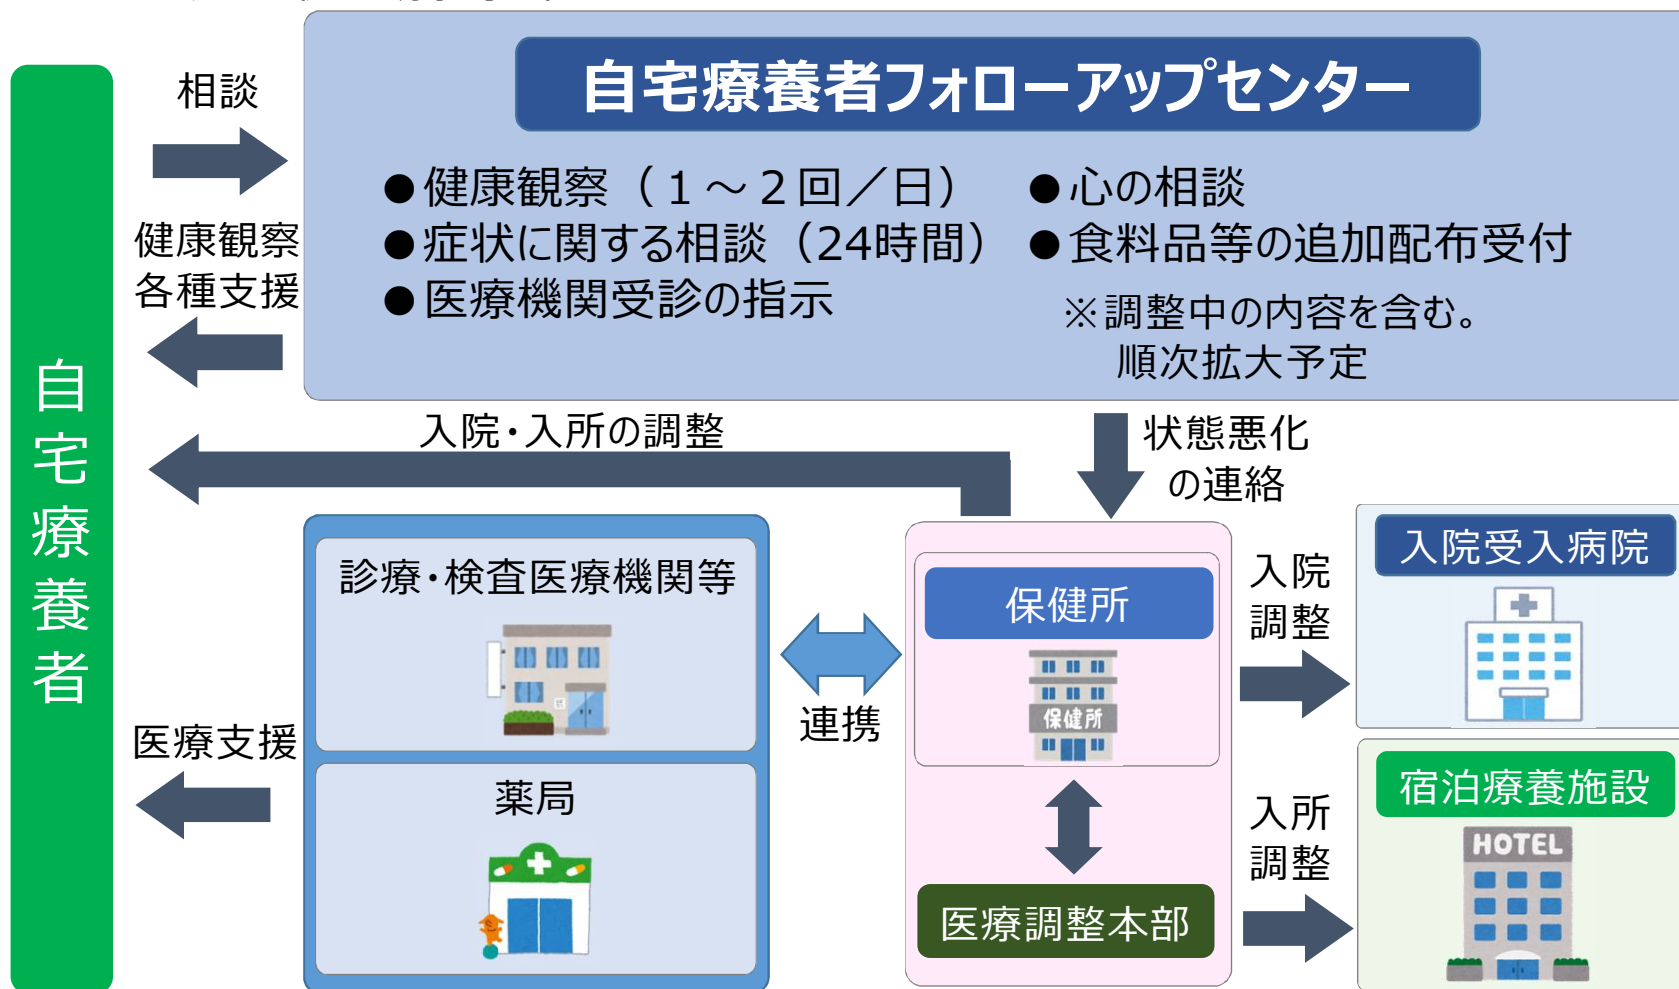 自宅療養者フォローアップセンター
相談
●健康観察（１～２回／日）
●症状に関する相談（24時間）
●医療機関受診の指示
●心の相談
●食料品等の追加配布受付
※調整中の内容を含む。
順次拡大予定
健康観察
各種支援
自宅療養者
入院・入所の調整
状態悪化
の連絡
診療・検査医療機関等
薬局
医療支援
連携
保健所
保健所
医療調整本部
入院
調整
入院受入病院
入所
調整
宿泊療養施設
HOTEL